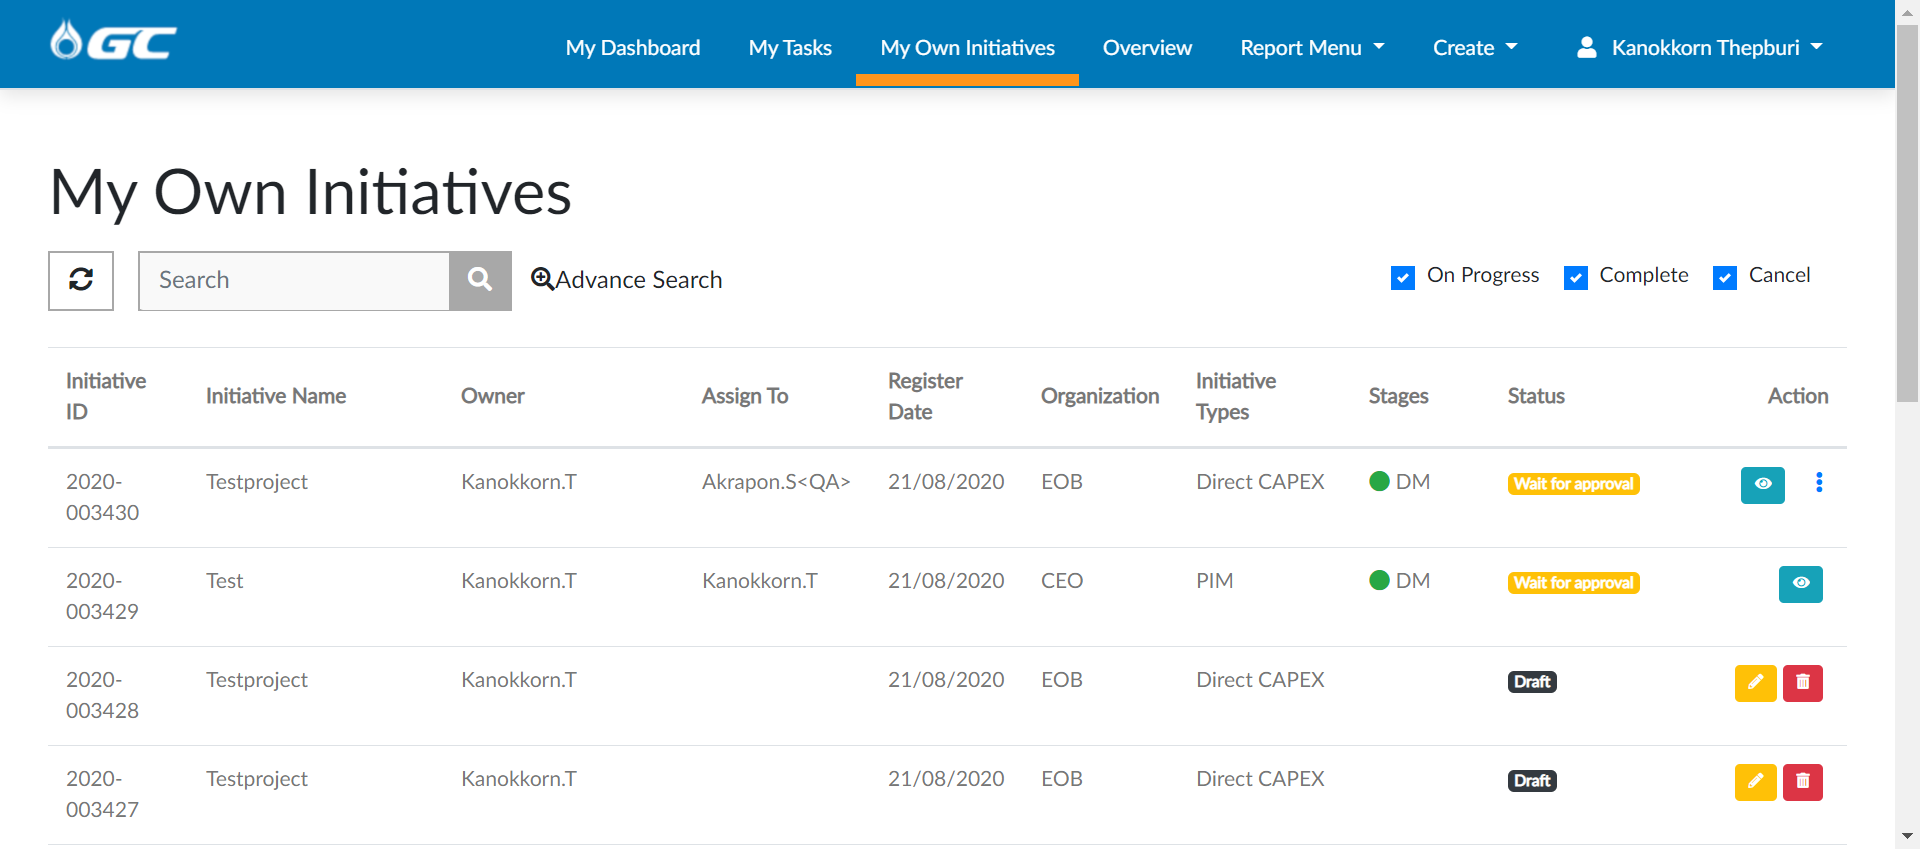 GC
My Dashboard My Tasks My Own Initiatives Overview Report Menu Create Kanokkorn Thepburi
My Own Initiatives
Search Advance Search On Progress Complete Cancel
Initiative ID Initiative Name Owner Assign To Register Date Organization Initiative Types Stages Status Action
2020-003430 Testproject Kanokkorn.T Akrapon.S<QA> 21/08/2020 EOB Direct CAPEX DM Wait for approval
2020-003429 Test Kanokkorn.T Kanokkorn.T 21/08/2020 CEO PIM DM Wait for approval
2020-003428 Testproject Kanokkorn.T 21/08/2020 EOB Direct CAPEX Draft
2020-003427 Testproject Kanokkorn.T 21/08/2020 EOB Direct CAPEX Draft